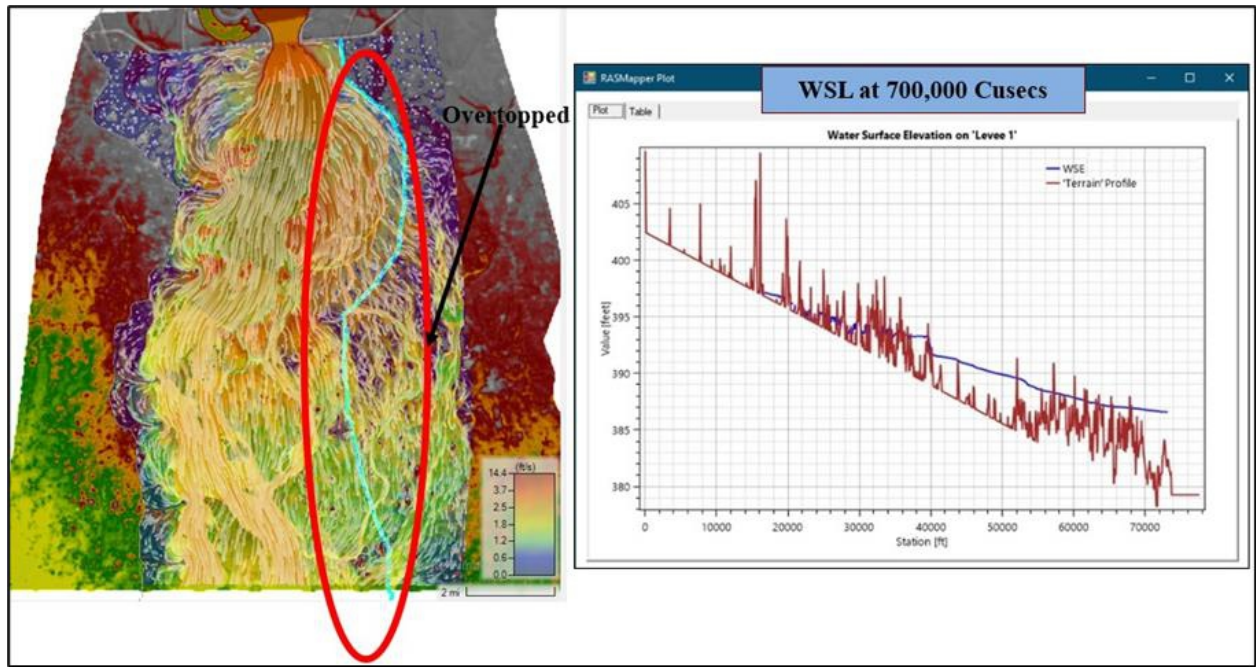 Overtopped
(ft/s)
14.4
3.7
2.5
1.8
1.2
0.6
0.0
2 mi
RASMapper Plot
WSL at 700,000 Cusecs
Plot
Table
Water Surface Elevation on 'Levee 1'
WSE
'Terrain' Profile
Value [feet]
405
400
395
390
385
380
0
10000
20000
30000
40000
50000
60000
70000
Station [ft]